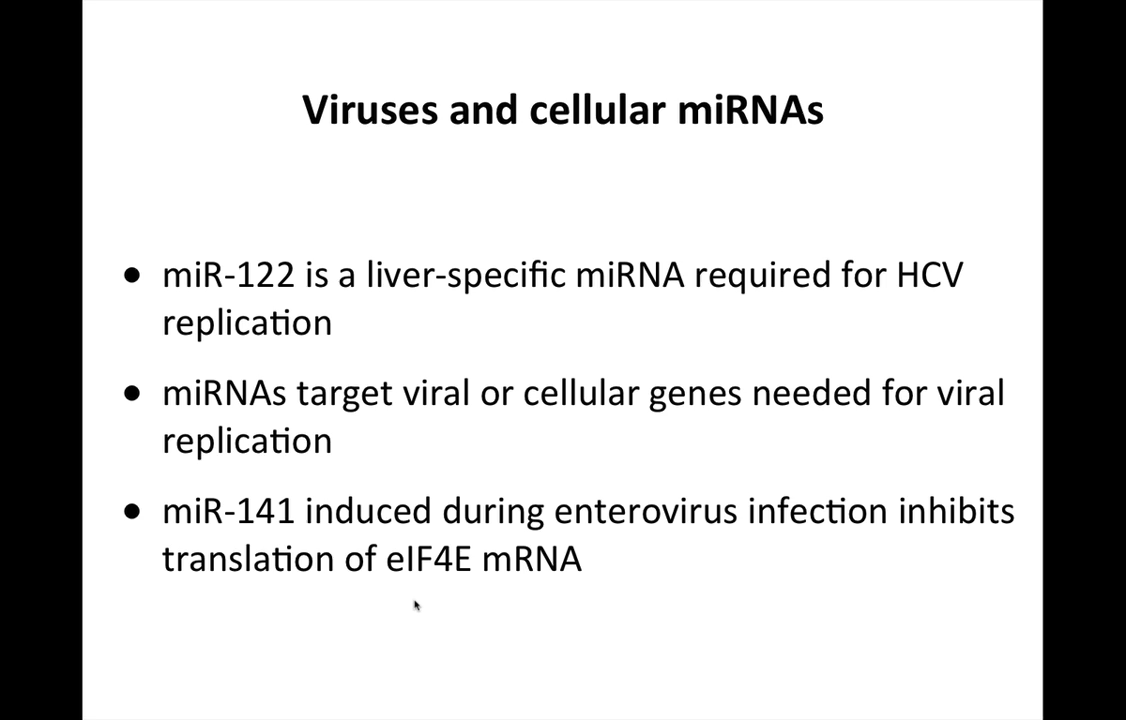 Viruses and cellular miRNAs
• miR-122 is a liver-specific miRNA required for HCV
replication
• miRNAs target viral or cellular genes needed for viral
replication
• miR-141 induced during enterovirus infection inhibits
translation of eIF4E mRNA